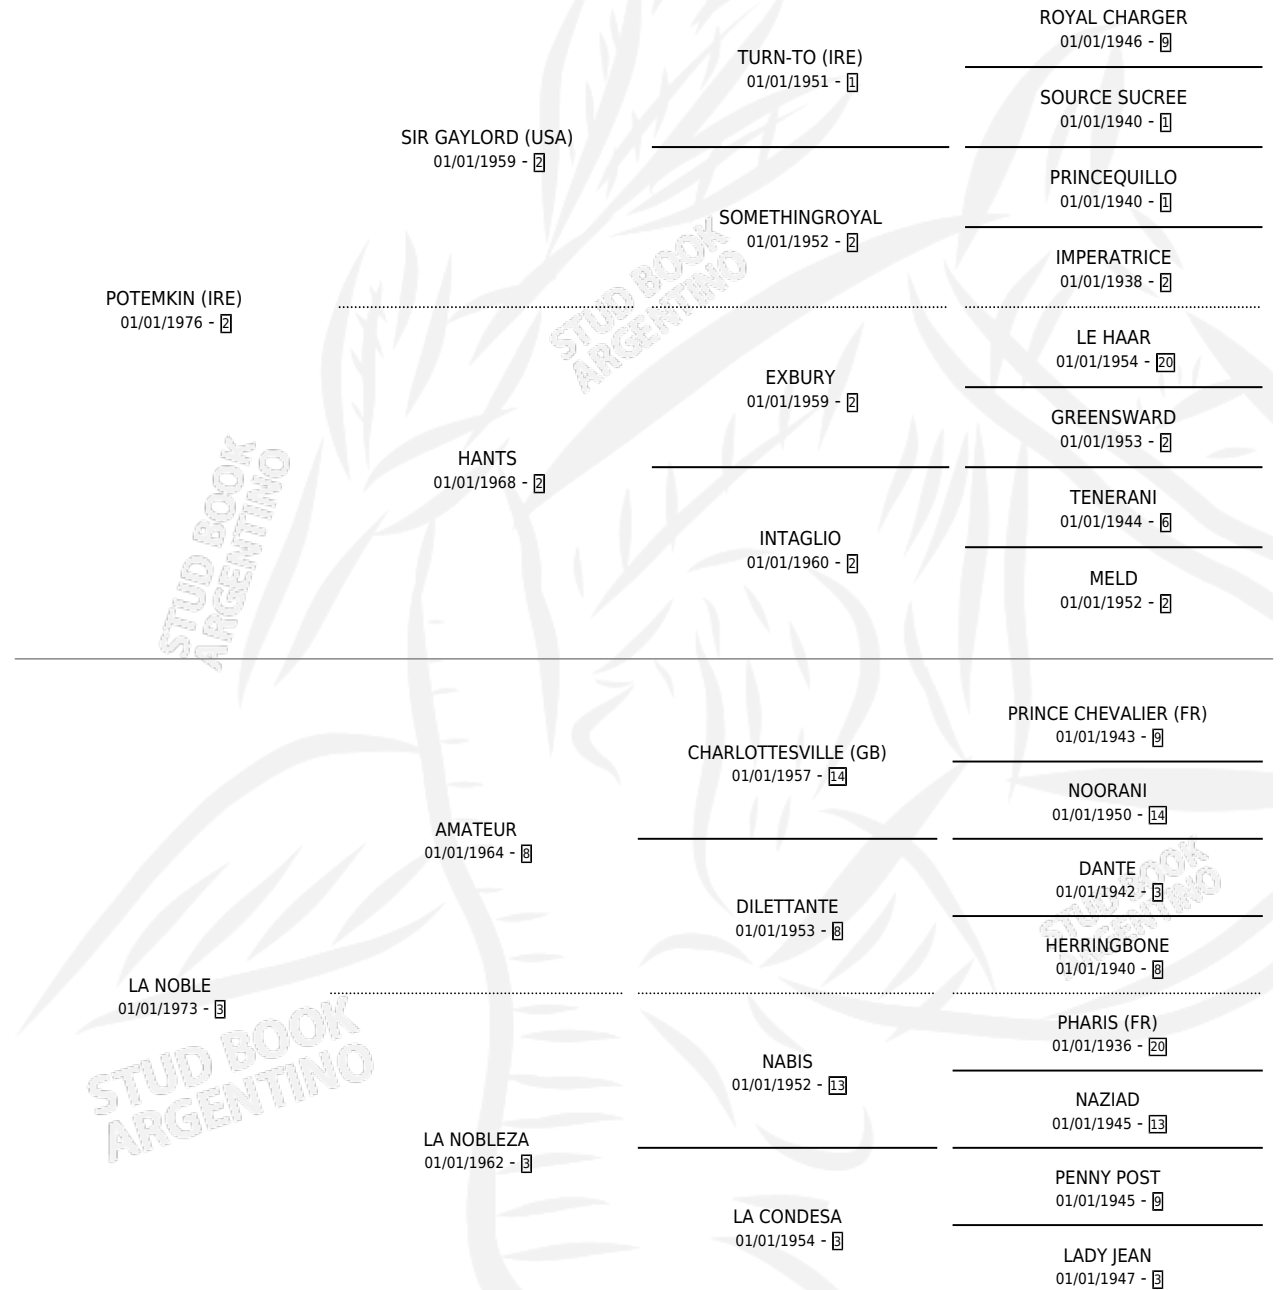 ROYAL CHARGER
01/01/1946 - 9
TURN-TO (IRE)
01/01/1951 - 1
SOURCE SUCREE
01/01/1940 - 1
SIR GAYLORD (USA)
01/01/1959 - 2
PRINCEQUILLO
01/01/1940 - 1
SOMETHINGROYAL
01/01/1952 - 2
IMPERATRICE
01/01/1938 - 2
POTEMKIN (IRE)
01/01/1976 - 2
STUD BOOK
ARGENTINO
LE HAAR
01/01/1954 - 20
EXBURY
01/01/1959 - 2
GREENSWARD
01/01/1953 - 2
HANTS
01/01/1968 - 2
TENERANI
01/01/1944 - 6
INTAGLIO
01/01/1960 - 2
MELD
01/01/1952 - 2
STUD BOOK
ARGENTINO
PRINCE CHEVALIER (FR)
01/01/1943 - 9
CHARLOTTESVILLE (GB)
01/01/1957 - 14
NOORANI
01/01/1950 - 14
AMATEUR
01/01/1964 - 8
DANTE
01/01/1942 - 3
DILETTANTE
01/01/1953 - 8
STUD BOOK
ARGENTINO
HERRINGBONE
01/01/1940 - 8
LA NOBLE
01/01/1973 - 3
PHARIS (FR)
01/01/1936 - 20
NABIS
01/01/1952 - 13
STUD BOOK
ARGENTINO
NAZIAD
01/01/1945 - 13
LA NOBLEZA
01/01/1962 - 3
PENNY POST
01/01/1945 - 9
LA CONDESA
01/01/1954 - 3
LADY JEAN
01/01/1947 - 3